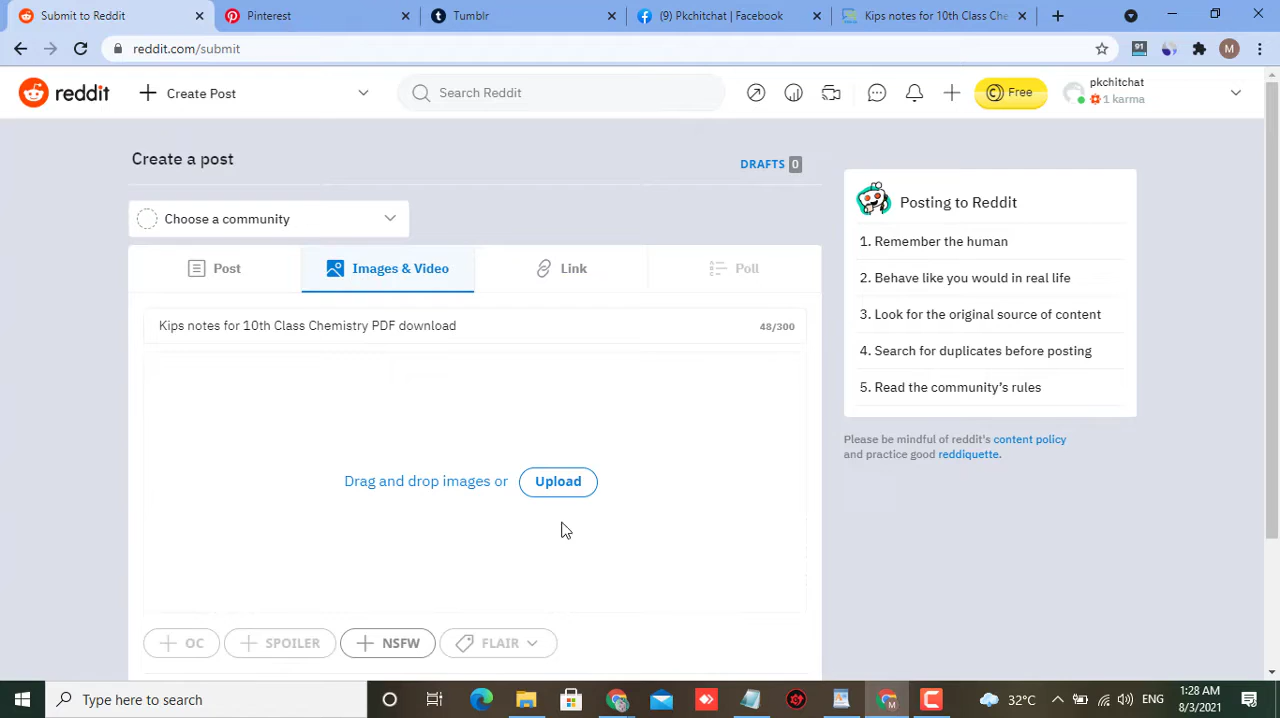 Submit to Reddit
Pinterest
Tumblr
(9) Pkchitchat | Facebook
Kips notes for 10th Class Che
reddit.com/submit
91
M
reddit
Create Post
Search Reddit
Free
pkchitchat
1 karma
Create a post
DRAFTS 0
Choose a community
Post
Images & Video
Link
Poll
Kips notes for 10th Class Chemistry PDF download
48/300
Drag and drop images or
Upload
OC
SPOILER
NSFW
FLAIR
Posting to Reddit
1. Remember the human
2. Behave like you would in real life
3. Look for the original source of content
4. Search for duplicates before posting
5. Read the community's rules
Please be mindful of reddit's content policy
and practice good reddiquette.
Type here to search
32°C
ENG
1:28 AM
8/3/2021